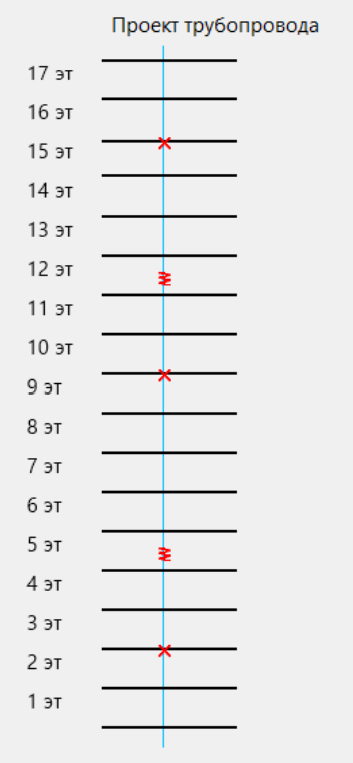 Проект трубопровода
17 эт
16 эт
15 эт
14 эт
13 эт
12 эт
11 эт
10 эт
9 эт
8 эт
7 эт
6 эт
5 эт
4 эт
3 эт
2 эт
1 эт